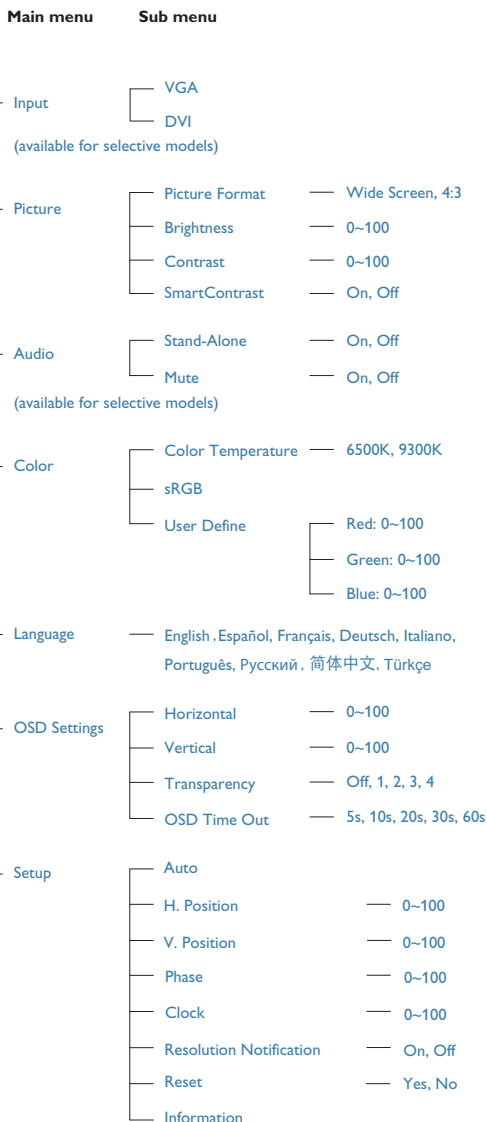 Main menu Sub menu
VGA
Input
DVI
(available for selective models)
Picture Format Wide Screen, 4:3
Picture
Brightness 0~100
Contrast 0~100
SmartContrast On, Off
Stand-Alone On, Off
Audio
Mute On, Off
(available for selective models)
Color Temperature 6500K, 9300K
Color
sRGB
User Define Red: 0~100
Green: 0~100
Blue: 0~100
Language English, Español, Français, Deutsch, Italiano,
Português, Русский, 简体中文, Türkçe
Horizontal 0~100
OSD Settings
Vertical 0~100
Transparency Off, 1, 2, 3, 4
OSD Time Out 5s, 10s, 20s, 30s, 60s
Auto
Setup
H. Position 0~100
V. Position 0~100
Phase 0~100
Clock 0~100
Resolution Notification On, Off
Reset Yes, No
Information